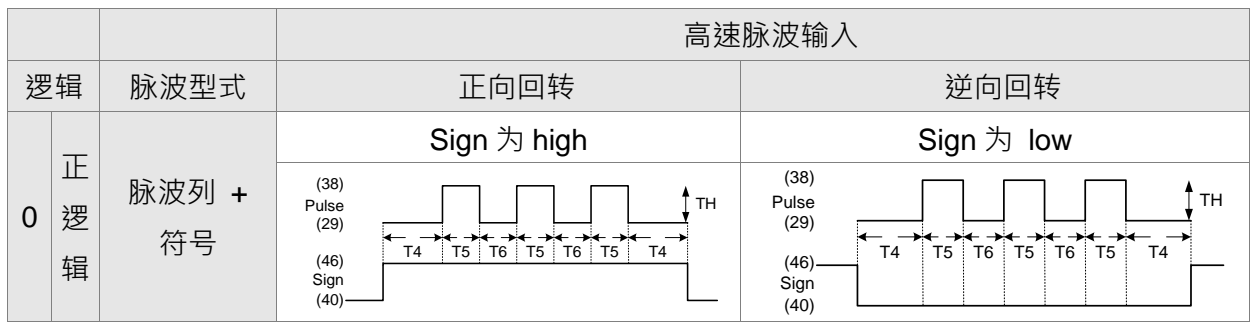 高速脉波输入
逻辑 脉波型式 正向回转 逆向回转
0 正逻辑 脉波列 + 符号
Sign 为 high
Sign 为 low
(38)
Pulse
(29)
TH
T4 T5 T6 T5 T6 T5 T4
(46)
Sign
(40)
(38)
Pulse
(29)
TH
T4 T5 T6 T5 T6 T5 T4
(46)
Sign
(40)